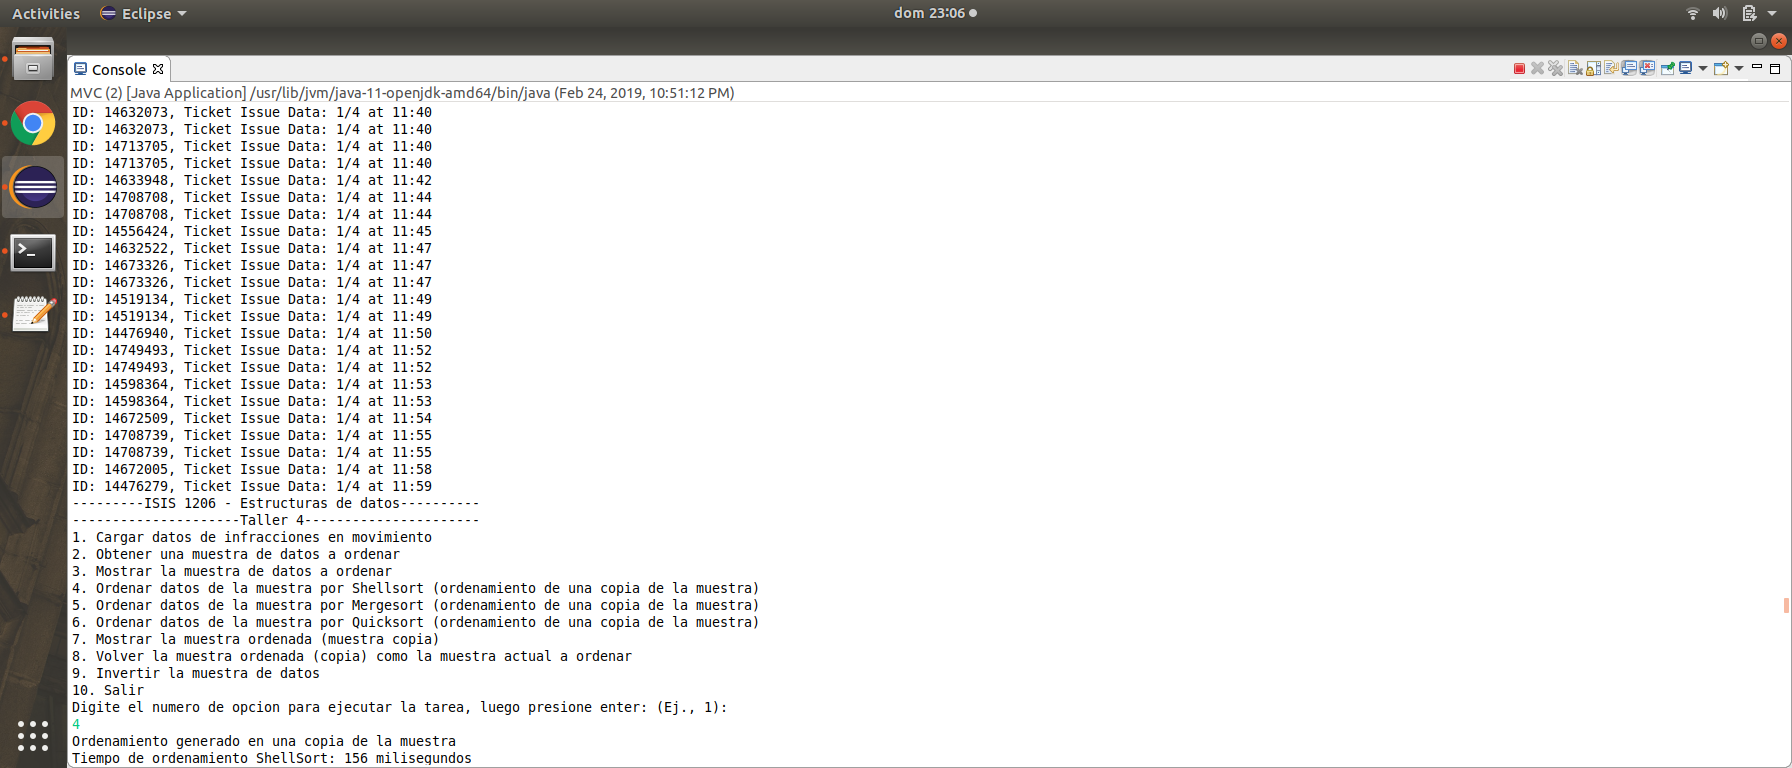 Activities Eclipse dom 23:06
Console
MVC (2) [Java Application] /usr/lib/jvm/java-11-openjdk-amd64/bin/java (Feb 24, 2019, 10:51:12 PM)
ID: 14632073, Ticket Issue Data: 1/4 at 11:40
ID: 14632073, Ticket Issue Data: 1/4 at 11:40
ID: 14713705, Ticket Issue Data: 1/4 at 11:40
ID: 14713705, Ticket Issue Data: 1/4 at 11:40
ID: 14633948, Ticket Issue Data: 1/4 at 11:42
ID: 14708708, Ticket Issue Data: 1/4 at 11:44
ID: 14708708, Ticket Issue Data: 1/4 at 11:44
ID: 14556424, Ticket Issue Data: 1/4 at 11:45
ID: 14632522, Ticket Issue Data: 1/4 at 11:47
ID: 14673326, Ticket Issue Data: 1/4 at 11:47
ID: 14673326, Ticket Issue Data: 1/4 at 11:47
ID: 14519134, Ticket Issue Data: 1/4 at 11:49
ID: 14519134, Ticket Issue Data: 1/4 at 11:49
ID: 14476940, Ticket Issue Data: 1/4 at 11:50
ID: 14749493, Ticket Issue Data: 1/4 at 11:52
ID: 14749493, Ticket Issue Data: 1/4 at 11:52
ID: 14598364, Ticket Issue Data: 1/4 at 11:53
ID: 14598364, Ticket Issue Data: 1/4 at 11:53
ID: 14672509, Ticket Issue Data: 1/4 at 11:54
ID: 14708739, Ticket Issue Data: 1/4 at 11:55
ID: 14708739, Ticket Issue Data: 1/4 at 11:55
ID: 14672005, Ticket Issue Data: 1/4 at 11:58
ID: 14476279, Ticket Issue Data: 1/4 at 11:59
---------ISIS 1206 - Estructuras de datos----------
---------------------Taller 4----------------------
1. Cargar datos de infracciones en movimiento
2. Obtener una muestra de datos a ordenar
3. Mostrar la muestra de datos a ordenar
4. Ordenar datos de la muestra por Shellsort (ordenamiento de una copia de la muestra)
5. Ordenar datos de la muestra por Mergesort (ordenamiento de una copia de la muestra)
6. Ordenar datos de la muestra por Quicksort (ordenamiento de una copia de la muestra)
7. Mostrar la muestra ordenada (muestra copia)
8. Volver la muestra ordenada (copia) como la muestra actual a ordenar
9. Invertir la muestra de datos
10. Salir
Digite el numero de opcion para ejecutar la tarea, luego presione enter: (Ej., 1):
4
Ordenamiento generado en una copia de la muestra
Tiempo de ordenamiento ShellSort: 156 milisegundos